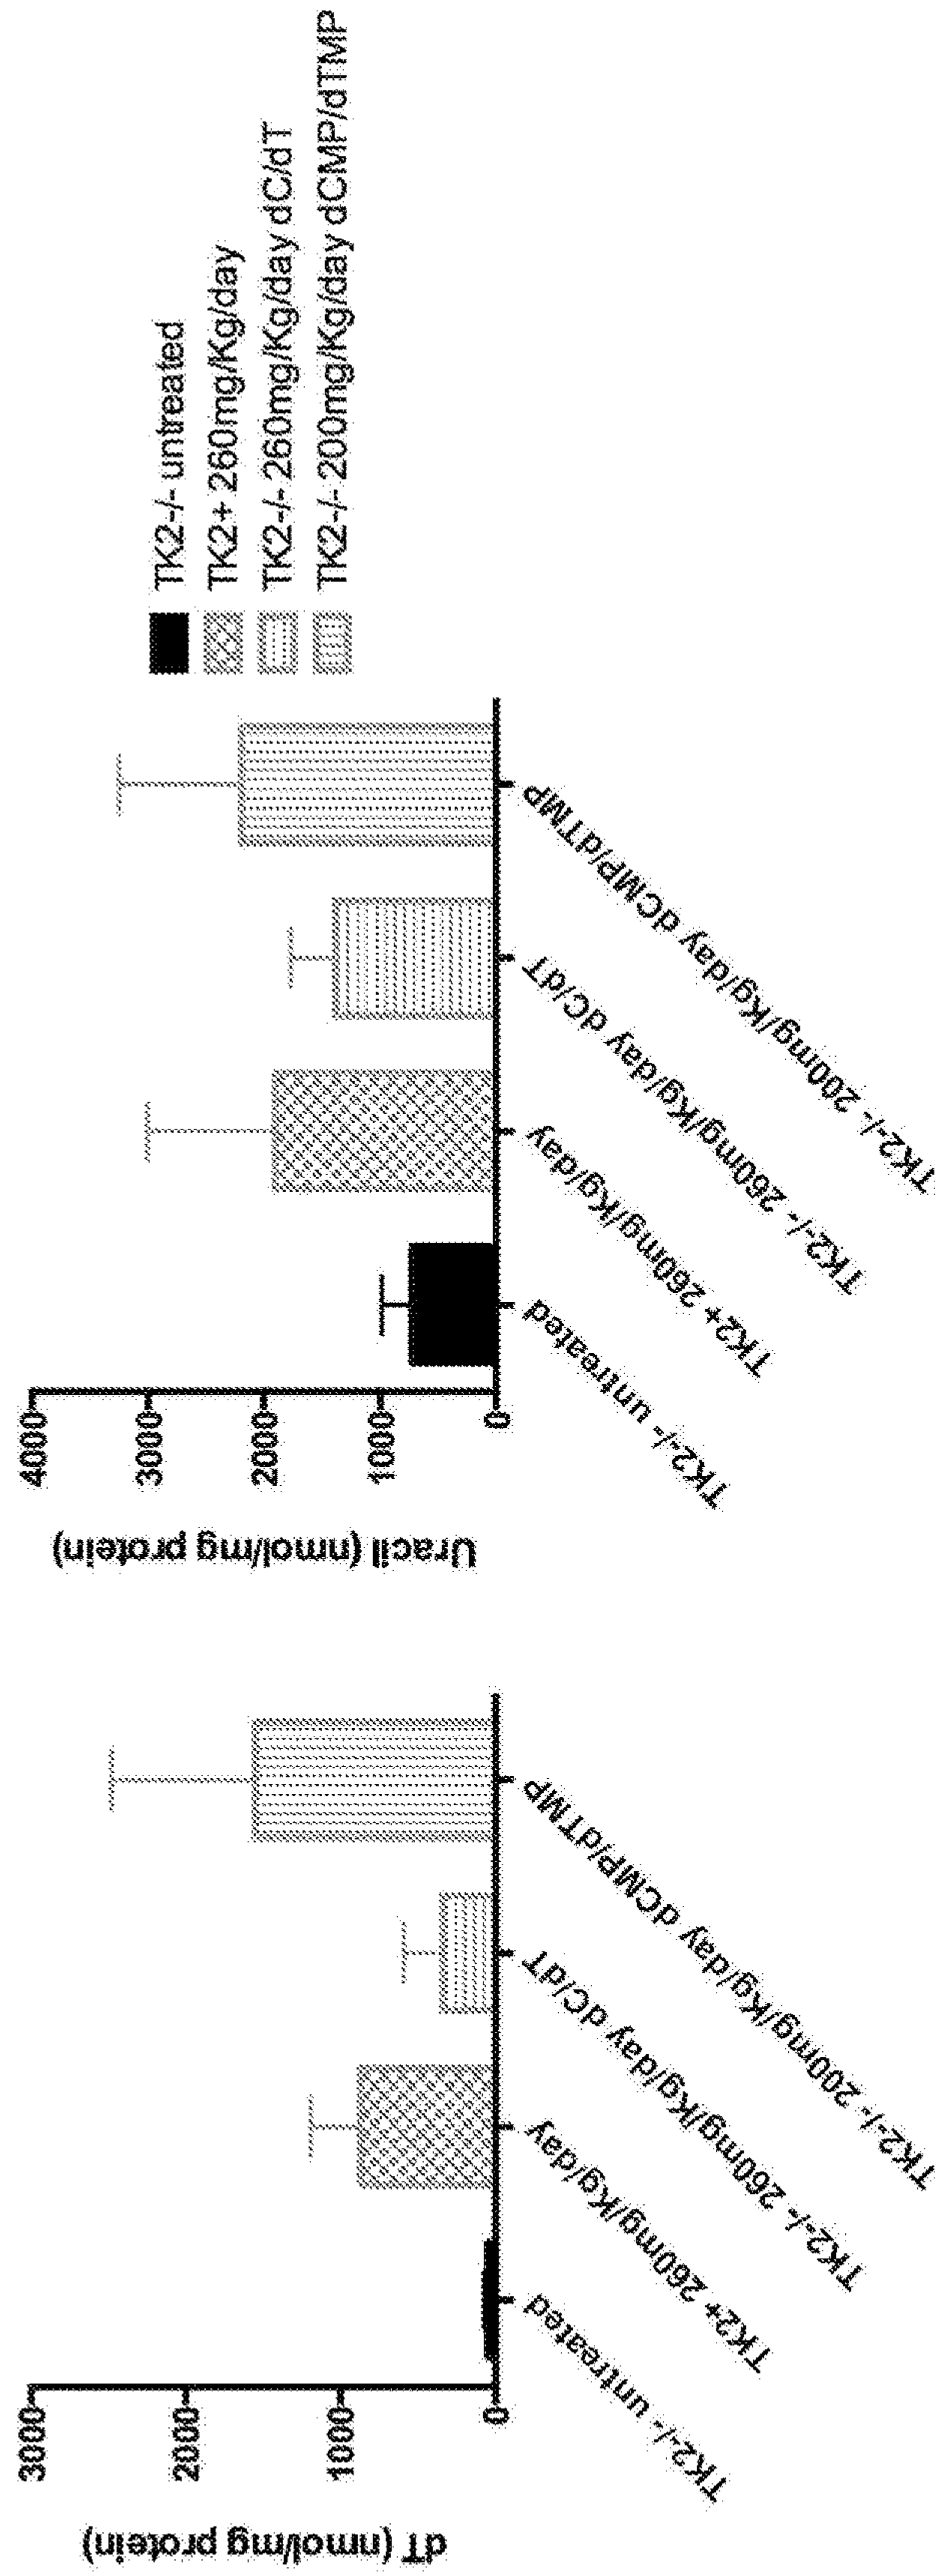 dT (nmol/mg protein)
3000
2000
1000
0
TK2-/- untreated
TK2+ 260mg/Kg/day
TK2-/- 260mg/Kg/day dC/dT
TK2-/- 200mg/Kg/day dCMP/dTMP
Uracil (nmol/mg protein)
4000
3000
2000
1000
0
TK2-/- untreated
TK2+ 260mg/Kg/day
TK2-/- 260mg/Kg/day dC/dT
TK2-/- 200mg/Kg/day dCMP/dTMP
TK2-/- untreated
TK2+ 260mg/Kg/day
TK2-/- 260mg/Kg/day dC/dT
TK2-/- 200mg/Kg/day dCMP/dTMP